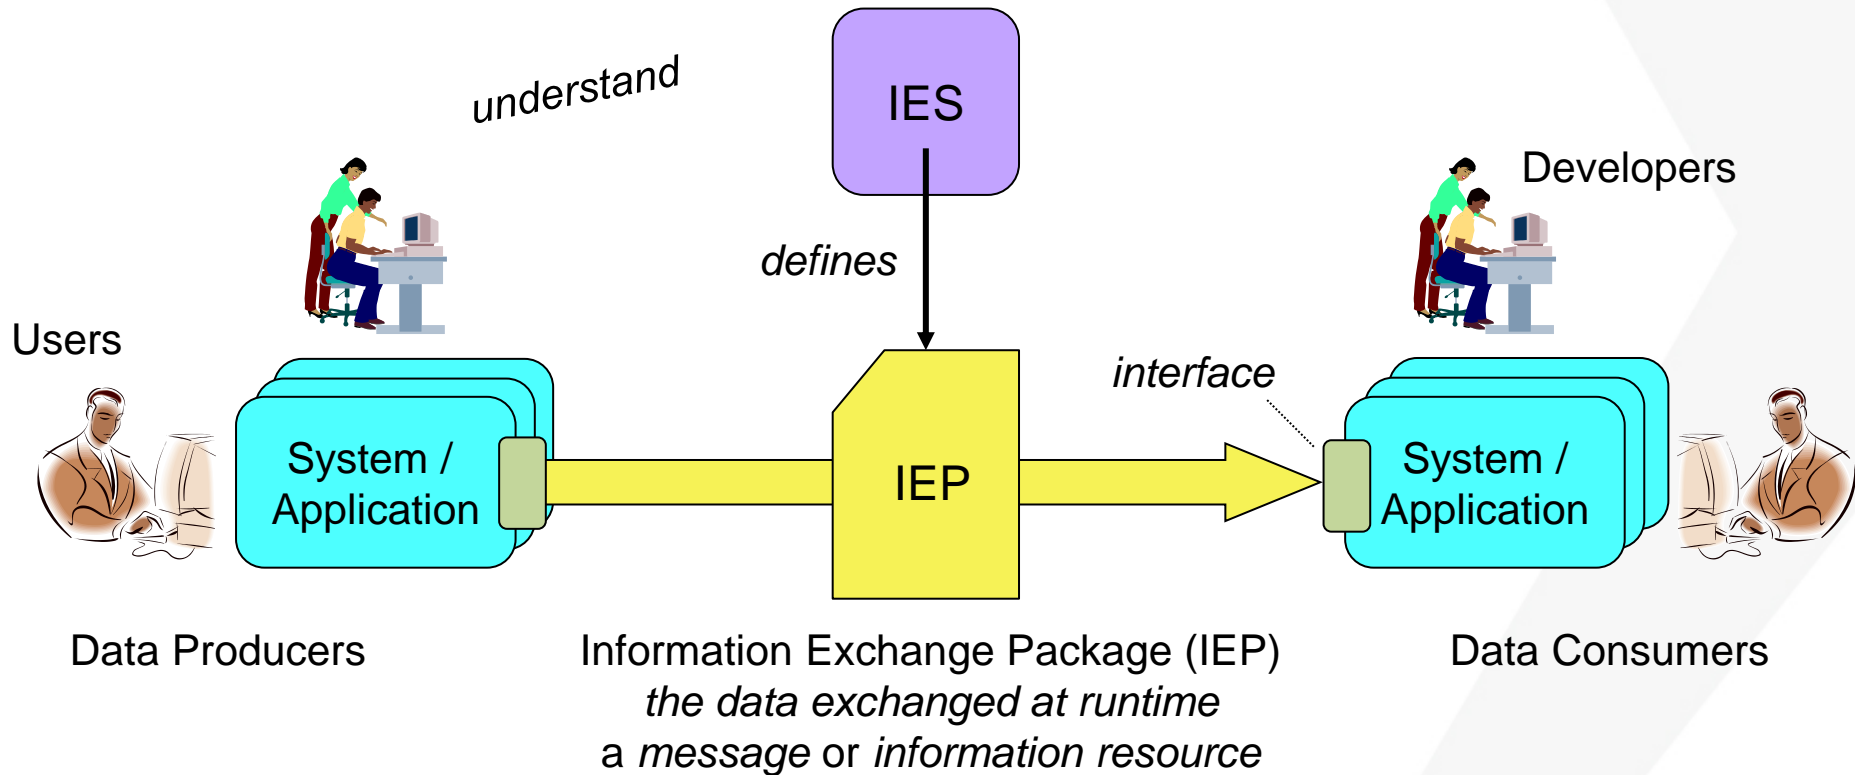 understand
IES
Developers
defines
Users
interface
System /
Application
IEP
System /
Application
Data Producers
Information Exchange Package (IEP)
the data exchanged at runtime
a message or information resource
Data Consumers